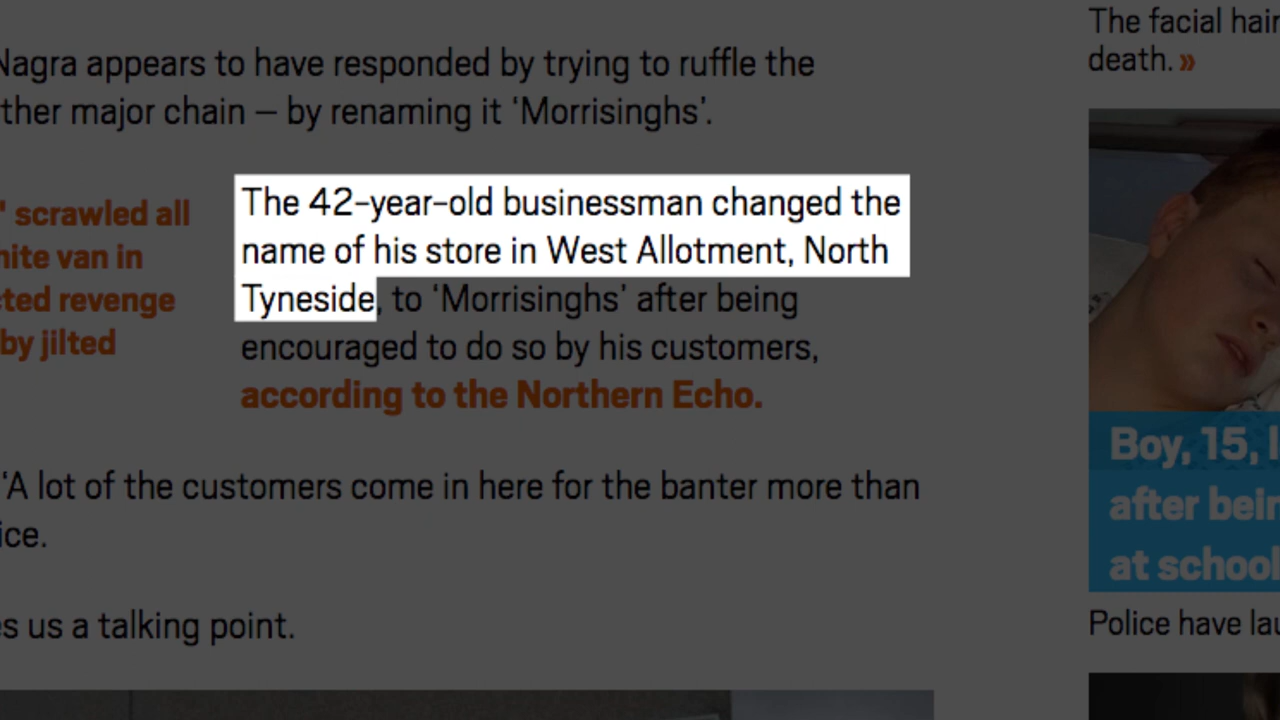 Nagra appears to have responded by trying to ruffle the
ther major chain – by renaming it ‘Morrisinghs’.
' scrawled all
hite van in
cted revenge
by jilted
The 42-year-old businessman changed the
name of his store in West Allotment, North
Tyneside, to ‘Morrisinghs’ after being
encouraged to do so by his customers,
according to the Northern Echo.
‘A lot of the customers come in here for the banter more than
ice.
es us a talking point.
The facial hair
death. »
Boy, 15, l
after bein
at school
Police have lau